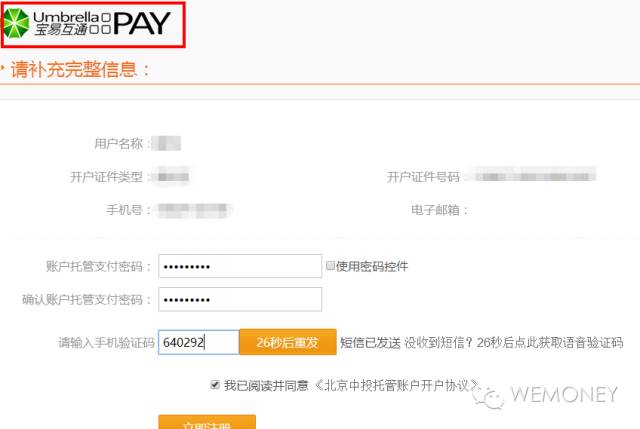 Umbrella PAY
宝易互通
请补充完整信息：
用户名称：
开户证件类型：
开户证件号码：
手机号：
电子邮箱：
账户托管支付密码：
使用密码控件
确认账户托管支付密码：
请输入手机验证码 640292 26秒后重发 短信已发送 没收到短信？26秒后点此获取语音验证码
我已阅读并同意《北京中投托管账户开户协议》
WEMONEY
立即注册